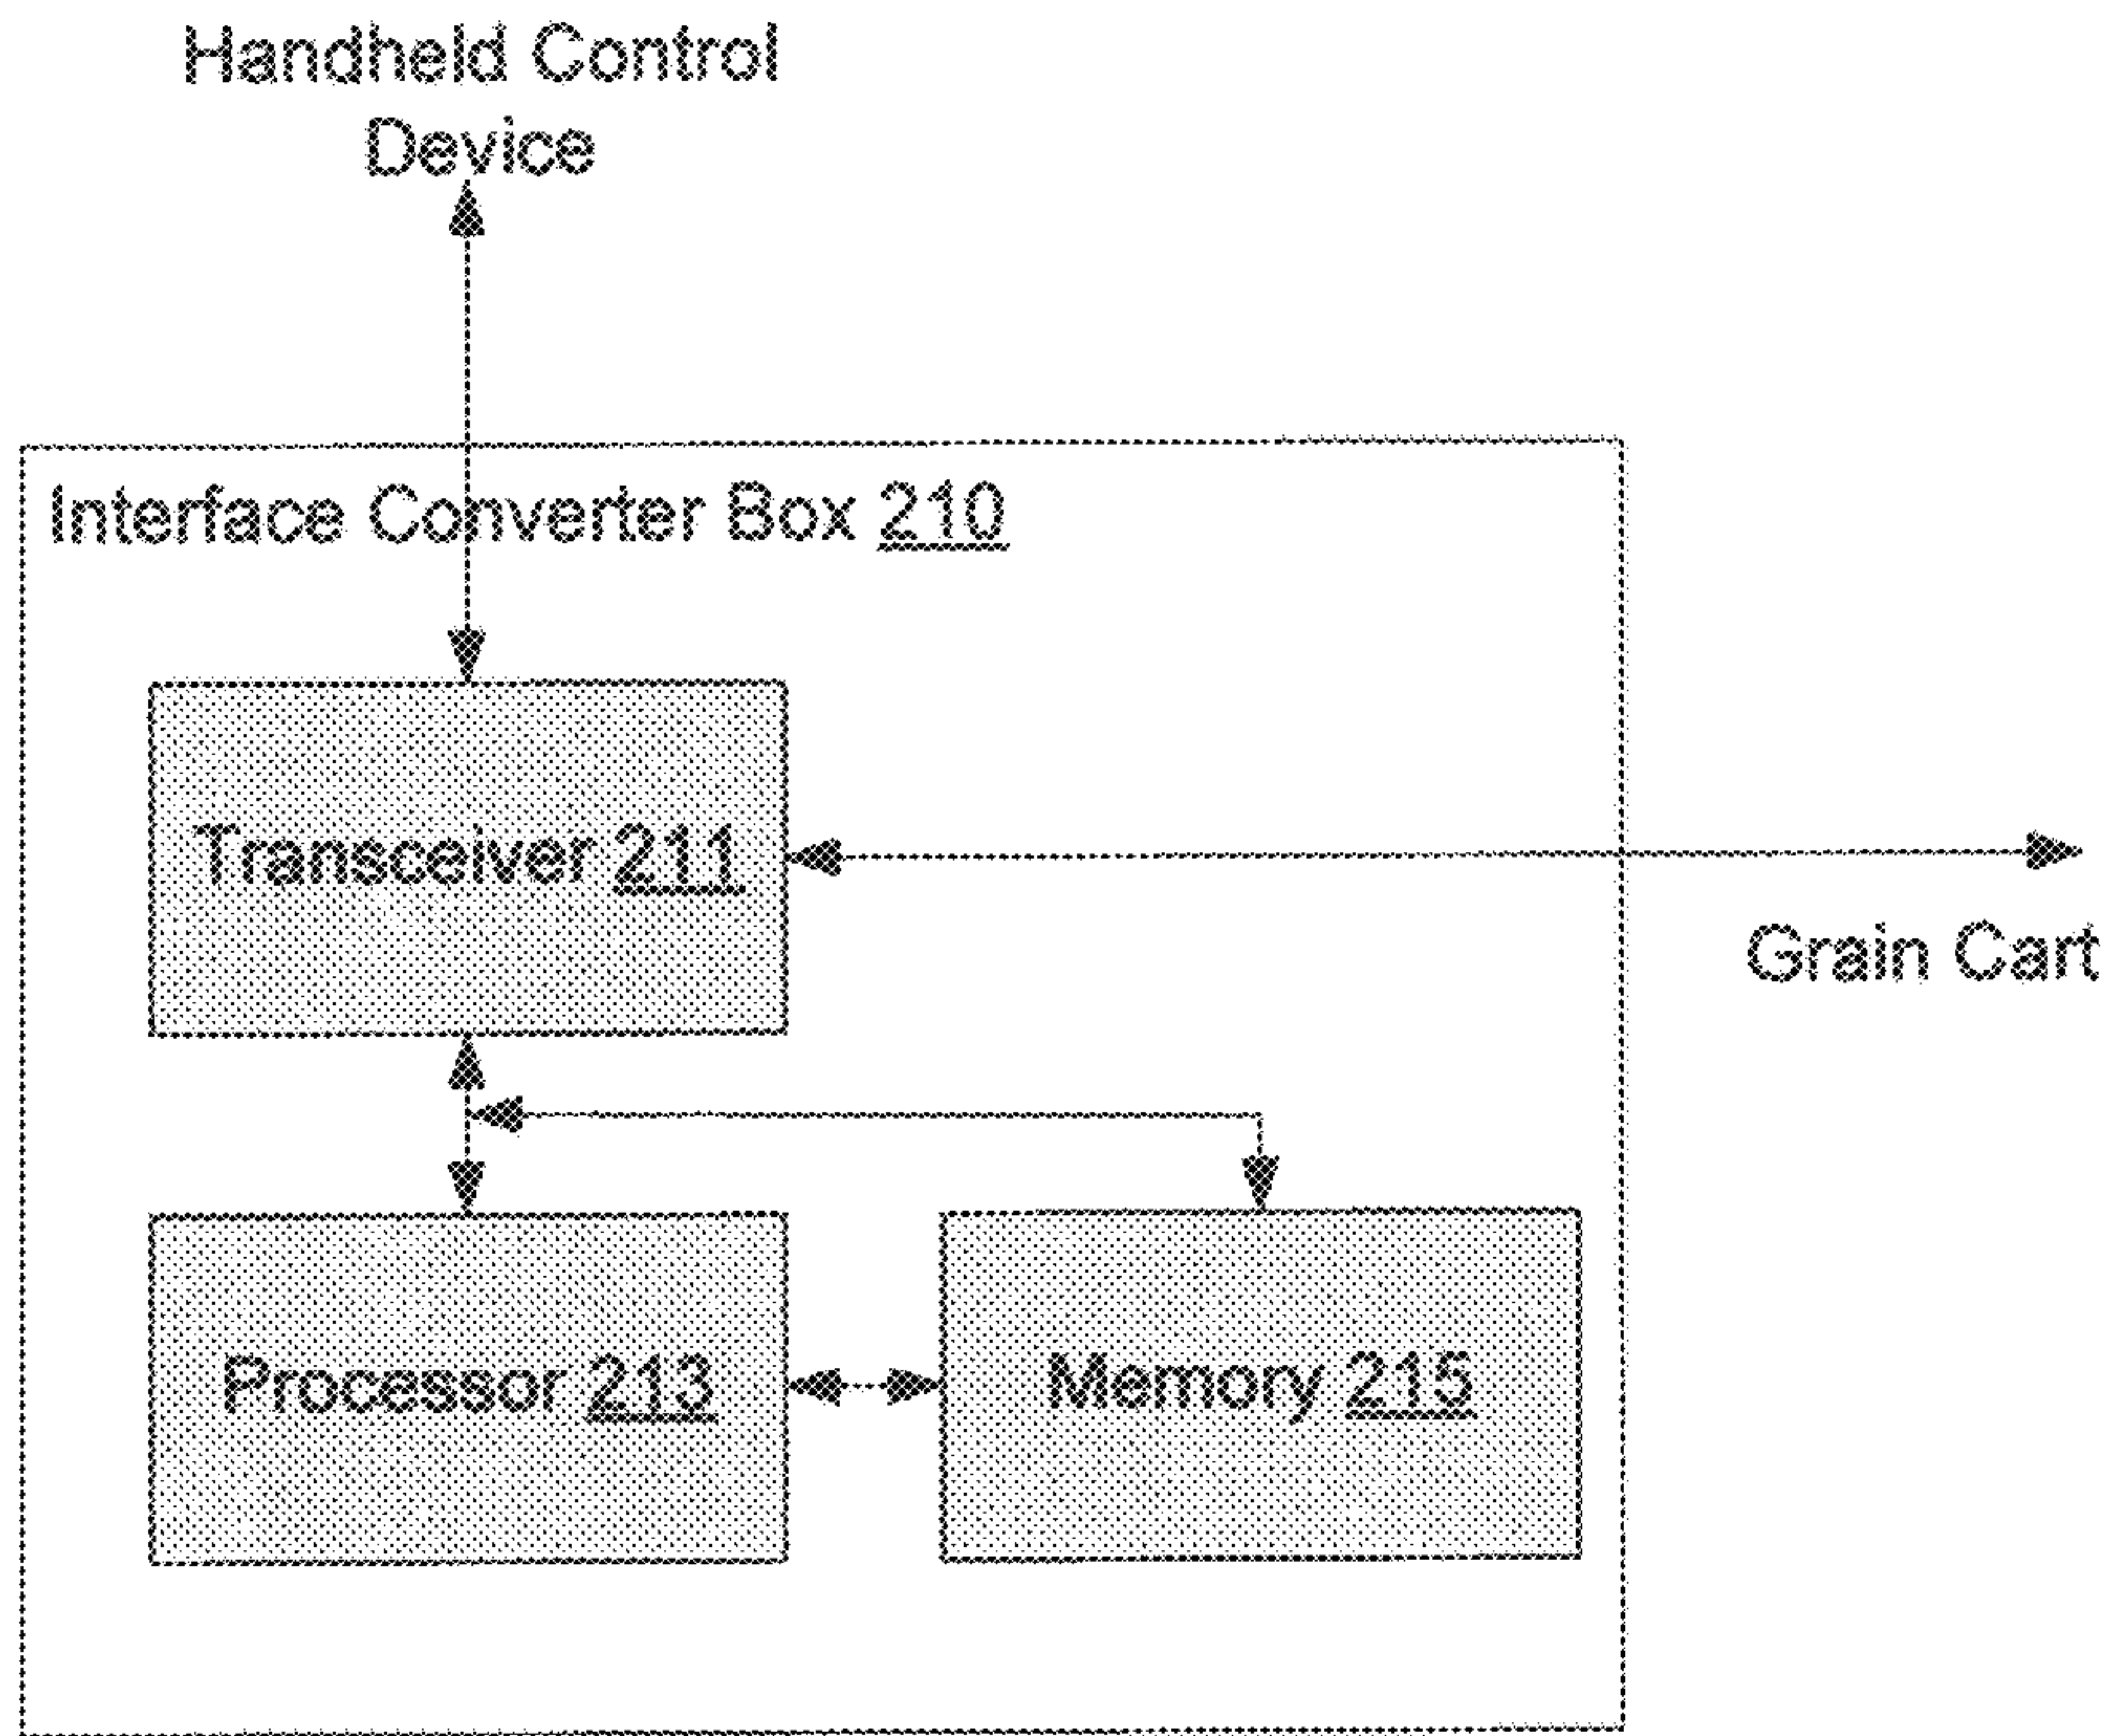 Handheld Control
Device
Interface Converter Box 210
Transceiver 211
Grain Cart
Processor 213
Memory 215